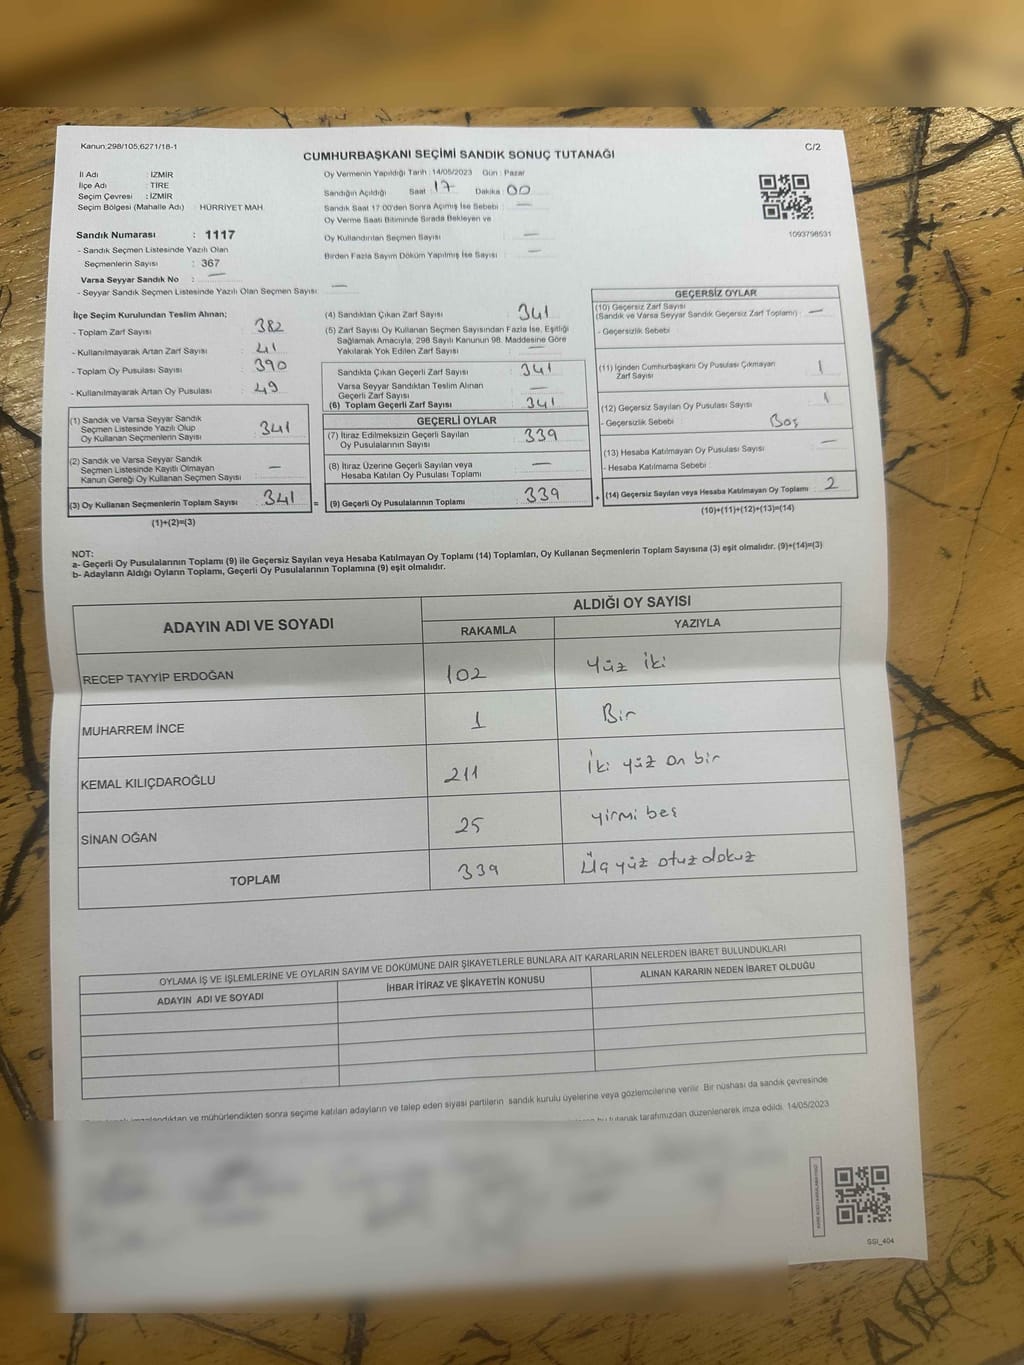 Kanun:298/105,6271/18-1
C/2
CUMHURBAŞKANI SEÇİMİ SANDIK SONUÇ TUTANAĞI
İl Adı : İZMİR
İlçe Adı : TİRE
Seçim Çevresi : İZMİR
Seçim Bölgesi (Mahalle Adı) : HÜRRİYET MAH.
Sandık Numarası : 1117
- Sandık Seçmen Listesinde Yazılı Olan
Seçmenlerin Sayısı : 367
Varsa Seyyar Sandık No : —
- Seyyar Sandık Seçmen Listesinde Yazılı Olan Seçmen Sayısı: —
Oy Vermenin Yapıldığı Tarih : 14/05/2023 Gün : Pazar
Sandığın Açıldığı Saat : 17 Dakika : 00
Sandık Saat 17:00'den Sonra Açımış İse Sebebi : —
Oy Verme Saati Bitiminde Sırada Bekleyen ve
Oy Kullandırılan Seçmen Sayısı : —
Birden Fazla Sayım Döküm Yapılmış İse Sayısı : —
1093798531
İlçe Seçim Kurulundan Teslim Alınan;
- Toplam Zarf Sayısı : 382
- Kullanılmayarak Artan Zarf Sayısı : 41
- Toplam Oy Pusulası Sayısı : 390
- Kullanılmayarak Artan Oy Pusulası : 49
(1) Sandık ve Varsa Seyyar Sandık
Seçmen Listesinde Yazılı Olup
Oy Kullanan Seçmenlerin Sayısı : 341
(2) Sandık ve Varsa Seyyar Sandık
Seçmen Listesinde Kayıtlı Olmayan
Kanun Gereği Oy Kullanan Seçmen Sayısı : —
(3) Oy Kullanan Seçmenlerin Toplam Sayısı : 341 =
(1)+(2)=(3)
(4) Sandıktan Çıkan Zarf Sayısı : 341
(5) Zarf Sayısı Oy Kullanan Seçmen Sayısından Fazla İse, Eşitliği
Sağlamak Amacıyla, 298 Sayılı Kanunun 98. Maddesine Göre
Yakılarak Yok Edilen Zarf Sayısı : —
Sandıkta Çıkan Geçerli Zarf Sayısı : 341
Varsa Seyyar Sandıktan Teslim Alınan
Geçerli Zarf Sayısı : —
(6) Toplam Geçerli Zarf Sayısı : 341
GEÇERLİ OYLAR
(7) İtiraz Edilmeksizin Geçerli Sayılan
Oy Pusulalarının Sayısı : 339
(8) İtiraz Üzerine Geçerli Sayılan veya
Hesaba Katılan Oy Pusulası Toplamı : —
(9) Geçerli Oy Pusulalarının Toplamı : 339 +
GEÇERSİZ OYLAR
(10) Geçersiz Zarf Sayısı
(Sandık ve Varsa Seyyar Sandık Geçersiz Zarf Toplamı) : —
- Geçersizlik Sebebi
(11) İçinden Cumhurbaşkanı Oy Pusulası Çıkmayan
Zarf Sayısı : 1
(12) Geçersiz Sayılan Oy Pusulası Sayısı : 1
- Geçersizlik Sebebi : Boş
(13) Hesaba Katılmayan Oy Pusulası Sayısı : —
- Hesaba Katılmama Sebebi
(14) Geçersiz Sayılan veya Hesaba Katılmayan Oy Toplamı : 2
(10)+(11)+(12)+(13)=(14)
NOT:
a- Geçerli Oy Pusulalarının Toplamı (9) ile Geçersiz Sayılan veya Hesaba Katılmayan Oy Toplamı (14) Toplamları, Oy Kullanan Seçmenlerin Toplam Sayısına (3) eşit olmalıdır. (9)+(14)=(3)
b- Adayların Aldığı Oyların Toplamı, Geçerli Oy Pusulalarının Toplamına (9) eşit olmalıdır.
ADAYIN ADI VE SOYADI
ALDIĞI OY SAYISI
RAKAMLA YAZIYLA
RECEP TAYYİP ERDOĞAN 102 Yüz iki
MUHARREM İNCE 1 Bir
KEMAL KILIÇDAROĞLU 211 İki yüz on bir
SİNAN OĞAN 25 yirmi beş
TOPLAM 339 Üç yüz otuz dokuz
OYLAMA İŞ VE İŞLEMLERİNE VE OYLARIN SAYIM VE DÖKÜMÜNE DAİR ŞİKAYETLERLE BUNLARA AİT KARARLARIN NELERDEN İBARET BULUNDUKLARI
ADAYIN ADI VE SOYADI İHBAR İTİRAZ VE ŞİKAYETİN KONUSU ALINAN KARARIN NEDEN İBARET OLDUĞU
ve mühürlendikten sonra seçime katılan adayların ve talep eden siyasi partilerin sandık kurulu üyelerine veya gözlemcilerine verilir. Bir nüshası da sandık çevresinde
bu tutanak tarafımızdan düzenlenerek imza edildi. 14/05/2023
SSI_404